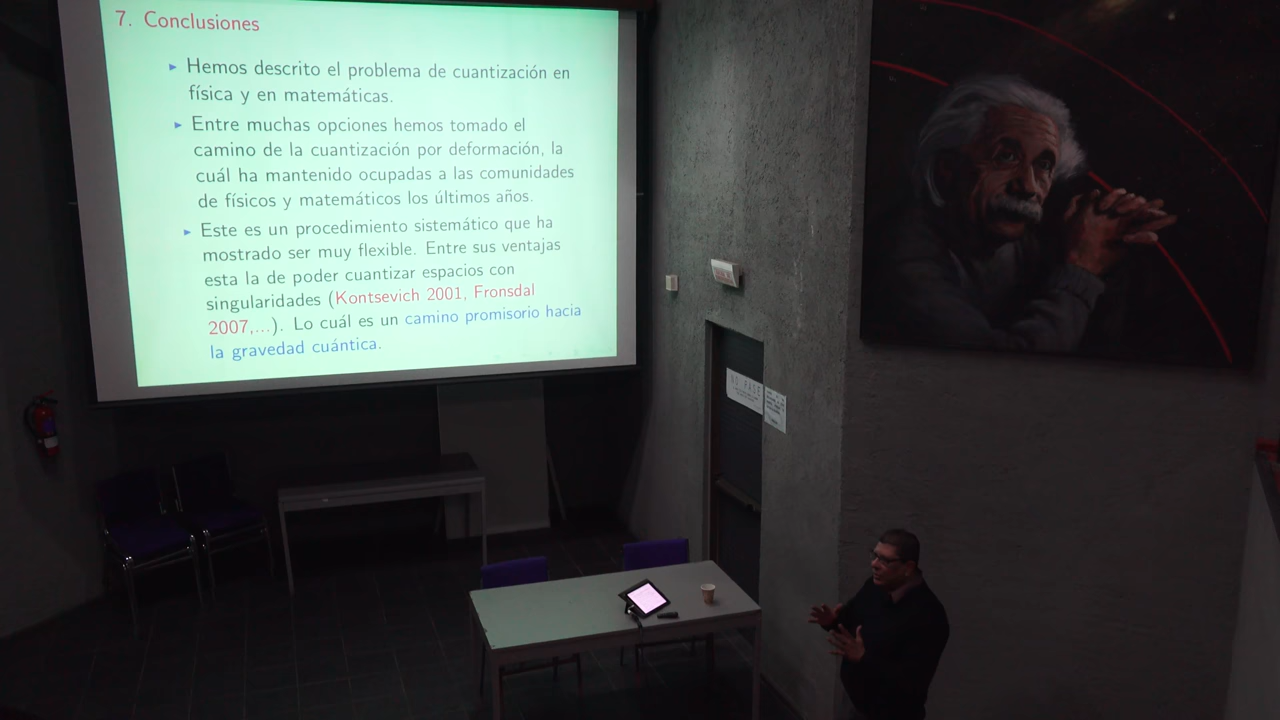 7. Conclusiones
▸ Hemos descrito el problema de cuantización en
física y en matemáticas.
▸ Entre muchas opciones hemos tomado el
camino de la cuantización por deformación, la
cuál ha mantenido ocupadas a las comunidades
de físicos y matemáticos los últimos años.
▸ Este es un procedimiento sistemático que ha
mostrado ser muy flexible. Entre sus ventajas
esta la de poder cuantizar espacios con
singularidades (Kontsevich 2001, Fronsdal
2007,...). Lo cuál es un camino promisorio hacia
la gravedad cuántica.
NO PASE